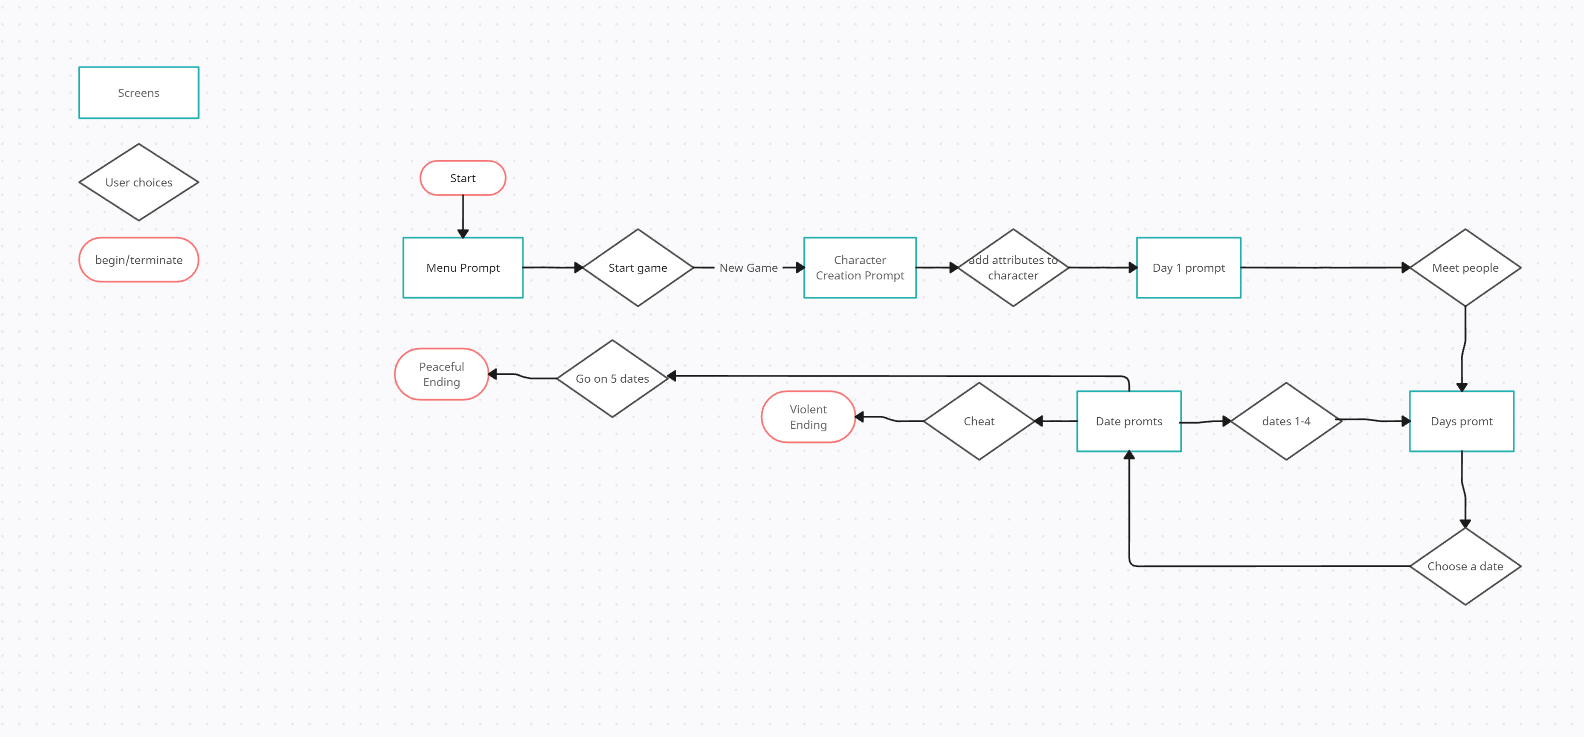 Screens
User choices
begin/terminate
Start
Menu Prompt
Start game
New Game
Character
Creation Prompt
add attributes to
character
Day 1 prompt
Meet people
Peaceful
Ending
Go on 5 dates
Violent
Ending
Cheat
Date promts
dates 1-4
Days promt
Choose a date